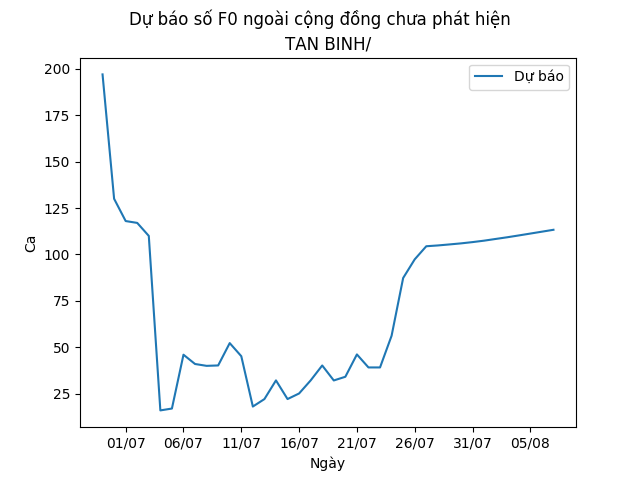 Dự báo số F0 ngoài cộng đồng chưa phát hiện
TAN BINH/
Dự báo
200
175
150
125
100
75
50
25
Ca
01/07 06/07 11/07 16/07 21/07 26/07 31/07 05/08
Ngày